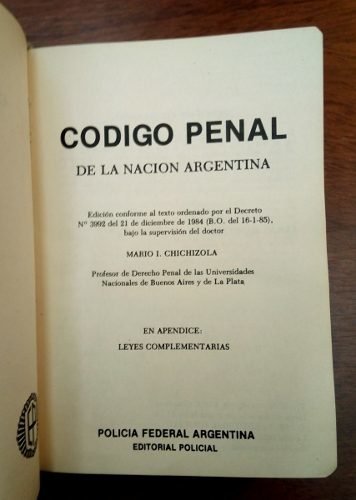 CODIGO PENAL
DE LA NACION ARGENTINA
Edición conforme al texto ordenado por el Decreto
Nº 3992 del 21 de diciembre de 1984 (B.O. del 16-1-85),
bajo la supervisión del doctor
MARIO I. CHICHIZOLA
Profesor de Derecho Penal de las Universidades
Nacionales de Buenos Aires y de La Plata
EN APENDICE:
LEYES COMPLEMENTARIAS
POLICIA FEDERAL ARGENTINA
EDITORIAL POLICIAL